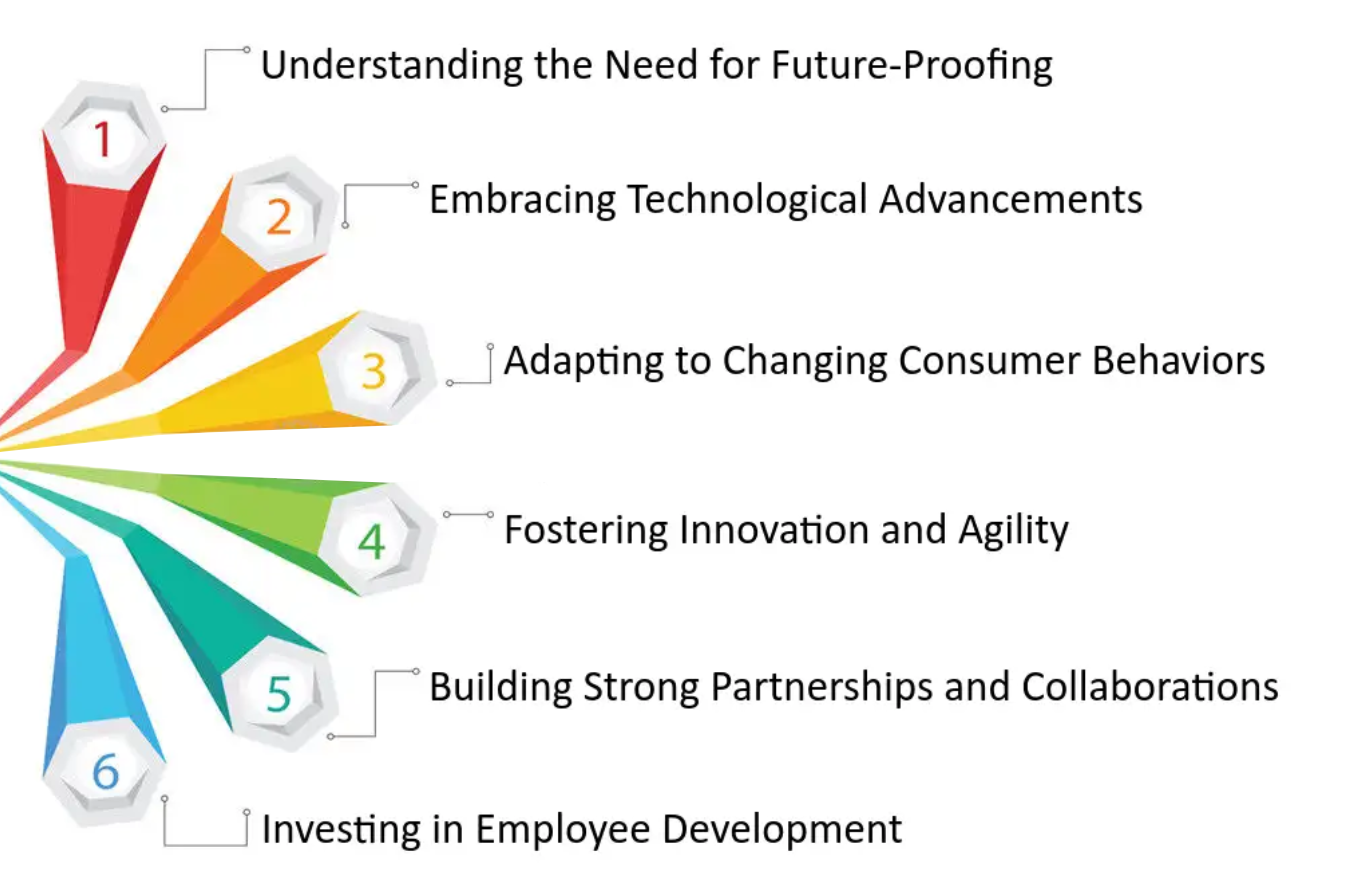 1
Understanding the Need for Future-Proofing
2
Embracing Technological Advancements
3
Adapting to Changing Consumer Behaviors
4
Fostering Innovation and Agility
5
Building Strong Partnerships and Collaborations
6
Investing in Employee Development